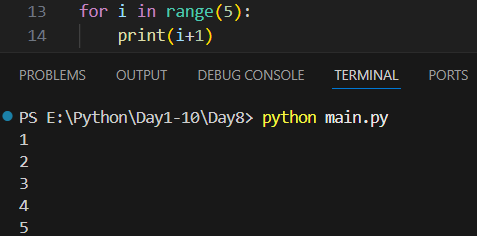 13 for i in range(5):
14 print(i+1)
PROBLEMS OUTPUT DEBUG CONSOLE TERMINAL PORTS
PS E:\Python\Day1-10\Day8> python main.py
1
2
3
4
5